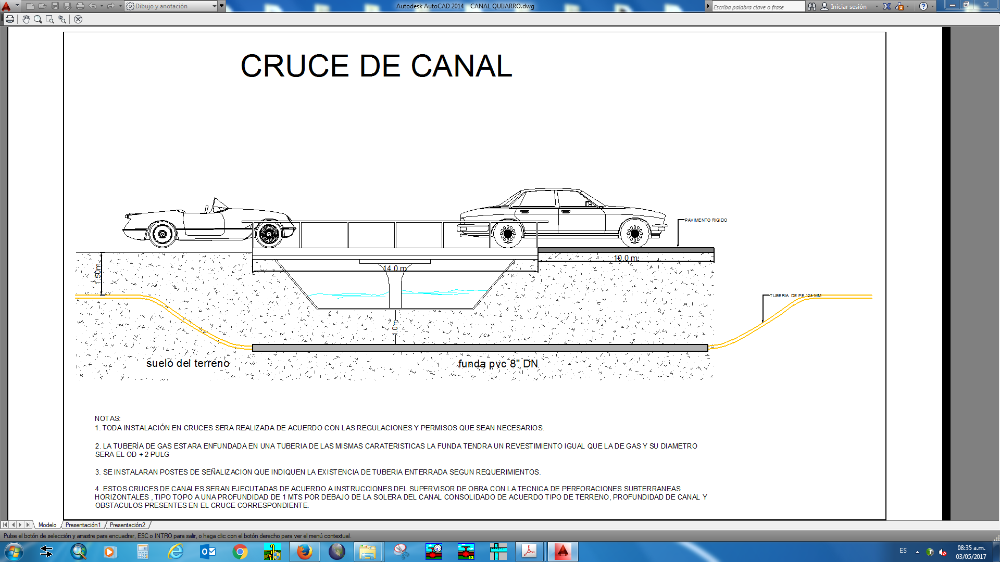 Dibujo y anotación
Autodesk AutoCAD 2014 CANAL QUIJARRO.dwg
Escriba palabra clave o frase
Iniciar sesión
CRUCE DE CANAL
PAVIMENTO RIGIDO
10.0 m.
14.0 m
1.50m.
TUBERIA DE PE 125 MM
1.0m
suelo del terreno
funda pvc 8" DN
NOTAS:
1. TODA INSTALACIÓN EN CRUCES SERA REALIZADA DE ACUERDO CON LAS REGULACIONES Y PERMISOS QUE SEAN NECESARIOS.
2. LA TUBERÍA DE GAS ESTARA ENFUNDADA EN UNA TUBERIA DE LAS MISMAS CARATERISTICAS LA FUNDA TENDRA UN REVESTIMIENTO IGUAL QUE LA DE GAS Y SU DIAMETRO
SERA EL OD + 2 PULG
3. SE INSTALARAN POSTES DE SEÑALIZACION QUE INDIQUEN LA EXISTENCIA DE TUBERIA ENTERRADA SEGUN REQUERIMIENTOS.
4. ESTOS CRUCES DE CANALES SERAN EJECUTADAS DE ACUERDO A INSTRUCCIONES DEL SUPERVISOR DE OBRA CON LA TECNICA DE PERFORACIONES SUBTERRANEAS
HORIZONTALES , TIPO TOPO A UNA PROFUNDIDAD DE 1 MTS POR DEBAJO DE LA SOLERA DEL CANAL CONSOLIDADO DE ACUERDO TIPO DE TERRENO, PROFUNDIDAD DE CANAL Y
OBSTACULOS PRESENTES EN EL CRUCE CORRESPONDIENTE.
Modelo Presentación1 Presentación2
Pulse el botón de selección y arrastre para encuadrar, ESC o INTRO para salir, o haga clic con el botón derecho para ver el menú contextual.
32
ES
08:35 a.m.
03/05/2017